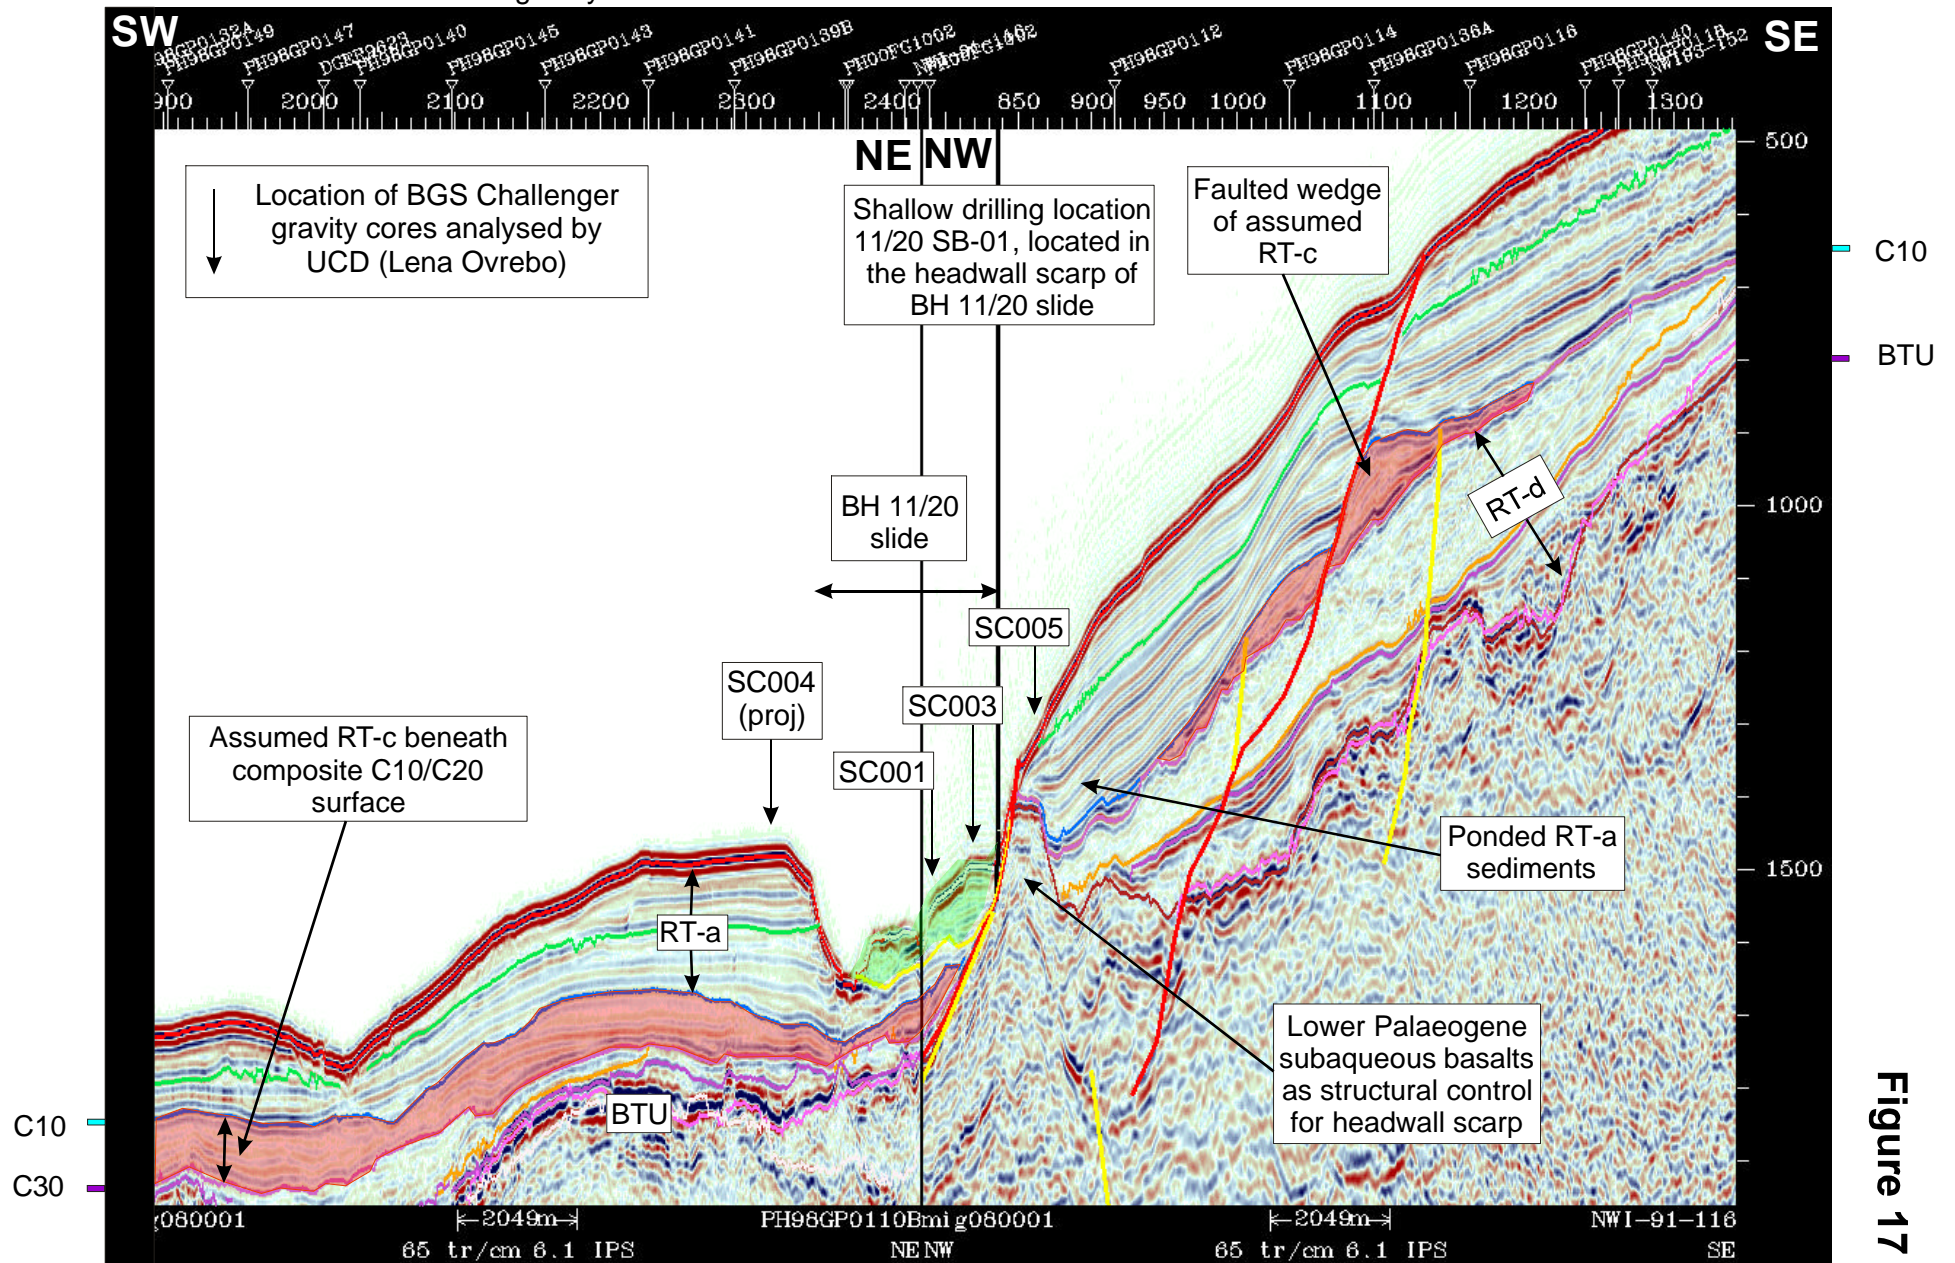 SW
SE
PH98GP0149
PH98GP0147
PH98GP0140
PH98GP0145
PH98GP0143
PH98GP0141
PH98GP0139B
PH98GP0112
PH98GP0114
PH98GP0136A
PH98GP0116
2000
2100
2200
2300
2400
850
900
950
1000
1100
1200
1300
NE NW
500
1000
1500
Location of BGS Challenger
gravity cores analysed by
UCD (Lena Ovrebo)
Shallow drilling location
11/20 SB-01, located in
the headwall scarp of
BH 11/20 slide
Faulted wedge
of assumed
RT-c
C10
BTU
BH 11/20
slide
RT-d
SC005
SC004
(proj)
SC003
SC001
Assumed RT-c beneath
composite C10/C20
surface
Ponded RT-a
sediments
RT-a
Lower Palaeogene
subaqueous basalts
as structural control
for headwall scarp
BTU
C10
C30
Figure 17
g080001
2049m
PH98GP0110Bmig080001
2049m
NWI-91-116
65 tr/cm 6.1 IPS
NE NW
65 tr/cm 6.1 IPS
SE